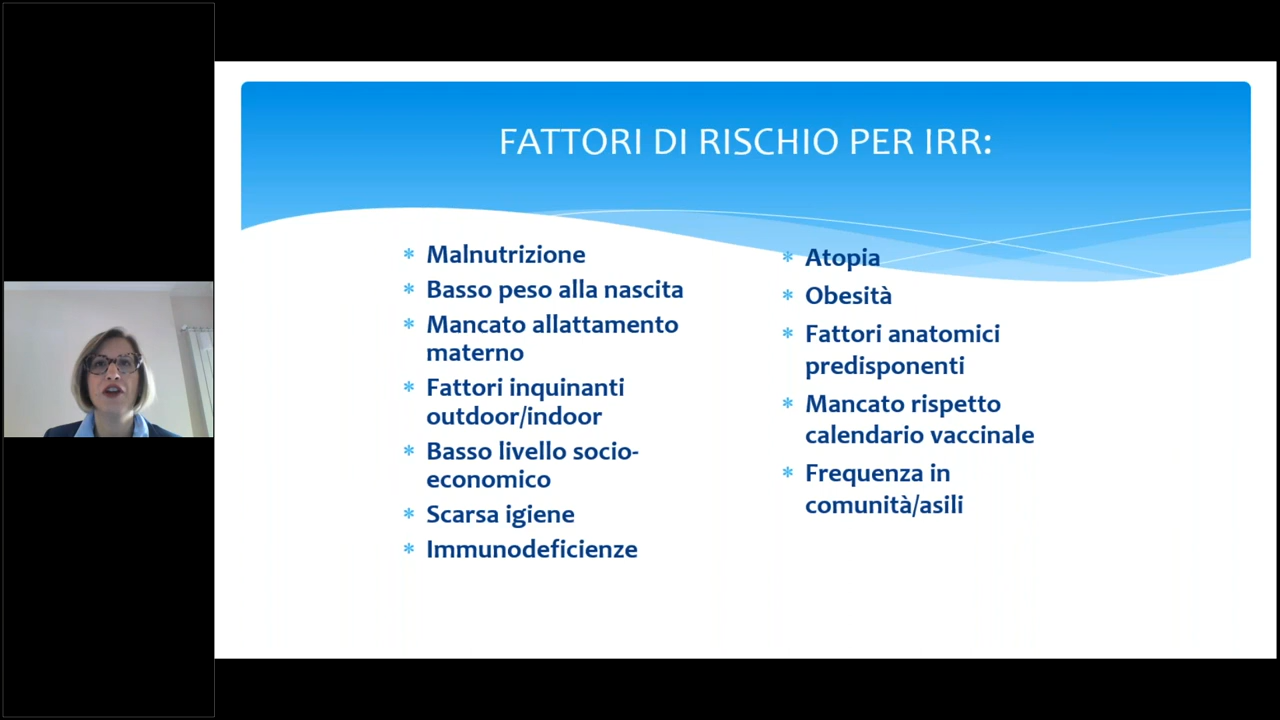 FATTORI DI RISCHIO PER IRR:
* Malnutrizione
* Basso peso alla nascita
* Mancato allattamento
materno
* Fattori inquinanti
outdoor/indoor
* Basso livello socio-
economico
* Scarsa igiene
* Immunodeficienze
* Atopia
* Obesità
* Fattori anatomici
predisponenti
* Mancato rispetto
calendario vaccinale
* Frequenza in
comunità/asili